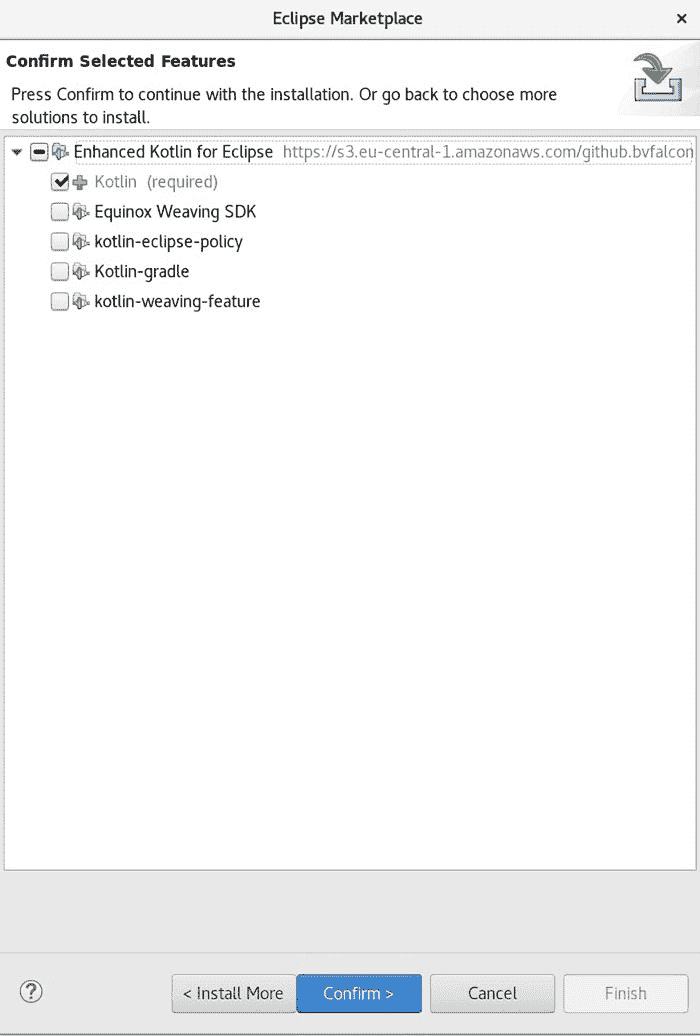 Eclipse Marketplace
×
Confirm Selected Features
Press Confirm to continue with the installation. Or go back to choose more
solutions to install.
Enhanced Kotlin for Eclipse https://s3.eu-central-1.amazonaws.com/github.bvfalcon
Kotlin (required)
Equinox Weaving SDK
kotlin-eclipse-policy
Kotlin-gradle
kotlin-weaving-feature
? < Install More Confirm > Cancel Finish